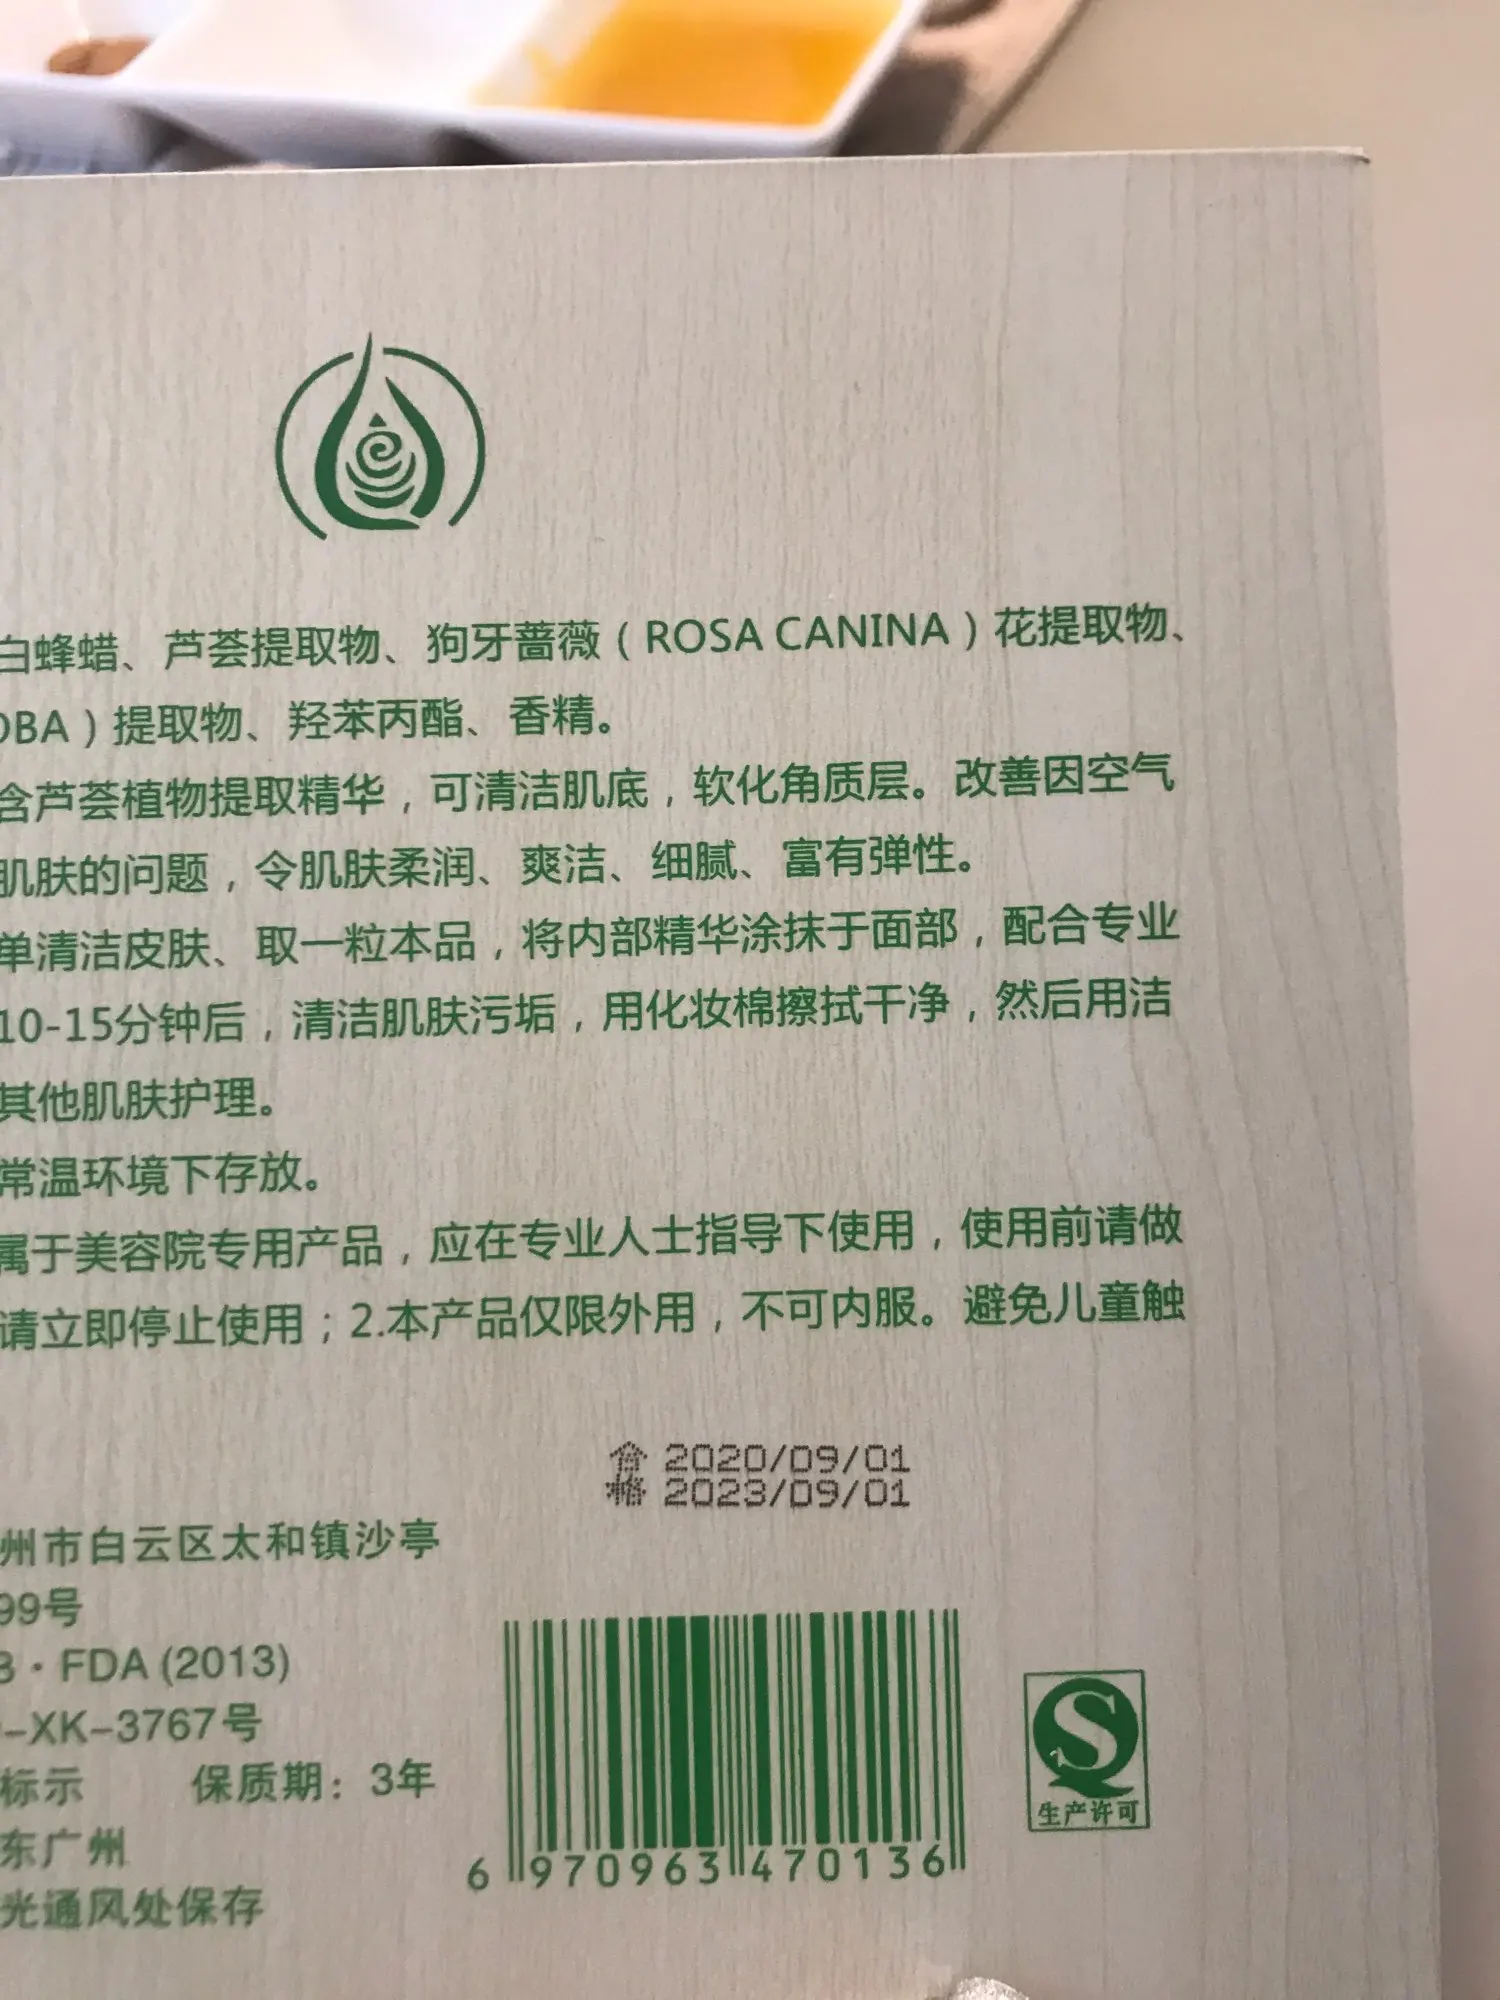 白蜂蜡、芦荟提取物、狗牙蔷薇（ROSA CANINA）花提取物、
OBA）提取物、羟苯丙酯、香精。
含芦荟植物提取精华，可清洁肌底，软化角质层。改善因空气
肌肤的问题，令肌肤柔润、爽洁、细腻、富有弹性。
单清洁皮肤、取一粒本品，将内部精华涂抹于面部，配合专业
10-15分钟后，清洁肌肤污垢，用化妆棉擦拭干净，然后用洁
其他肌肤护理。
常温环境下存放。
属于美容院专用产品，应在专业人士指导下使用，使用前请做
请立即停止使用；2.本产品仅限外用，不可内服。避免儿童触
合格 2020/09/01
2023/09/01
州市白云区太和镇沙亭
99号
·FDA (2013)
-XK-3767号
标示 保质期：3年
东广州
光通风处保存
6 970963 470136
生产许可